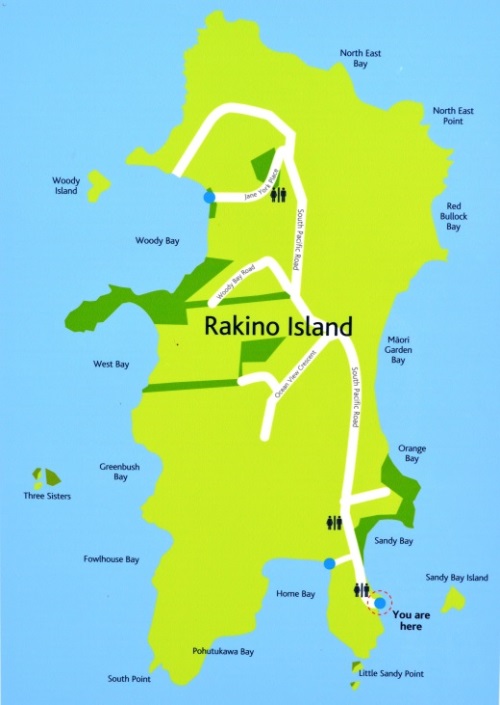 North East
Bay
North East
Point
Woody
Island
Jane York Place
Red
Bullock
Bay
South Pacific Road
Woody Bay
Woody Bay Road
Rakino Island
Māori
Garden
Bay
West Bay
Ocean View Crescent
South Pacific Road
Orange
Bay
Greenbush
Bay
Three Sisters
Sandy Bay
Fowlhouse Bay
Sandy Bay Island
Home Bay
You are
here
Pohutukawa Bay
Little Sandy Point
South Point